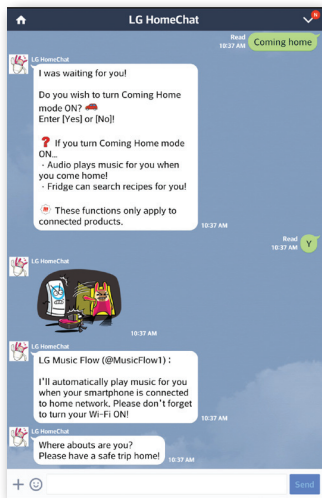 LG HomeChat
N
Read
10:37 AM
Coming home
LG HomeChat
I was waiting for you!
Do you wish to turn Coming Home
mode ON?
Enter [Yes] or [No]!
If you turn Coming Home mode
ON...
- Audio plays music for you when
you come home!
- Fridge can search recipes for you!
These functions only apply to
connected products.
10:37 AM
Read
10:37 AM
Y
LG HomeChat
10:37 AM
LG HomeChat
LG Music Flow (@MusicFlow1) :
I'll automatically play music for you
when your smartphone is connected
to home network. Please don't forget
to turn your Wi-Fi ON!
10:37 AM
LG HomeChat
Where abouts are you?
Please have a safe trip home!
10:37 AM
Send